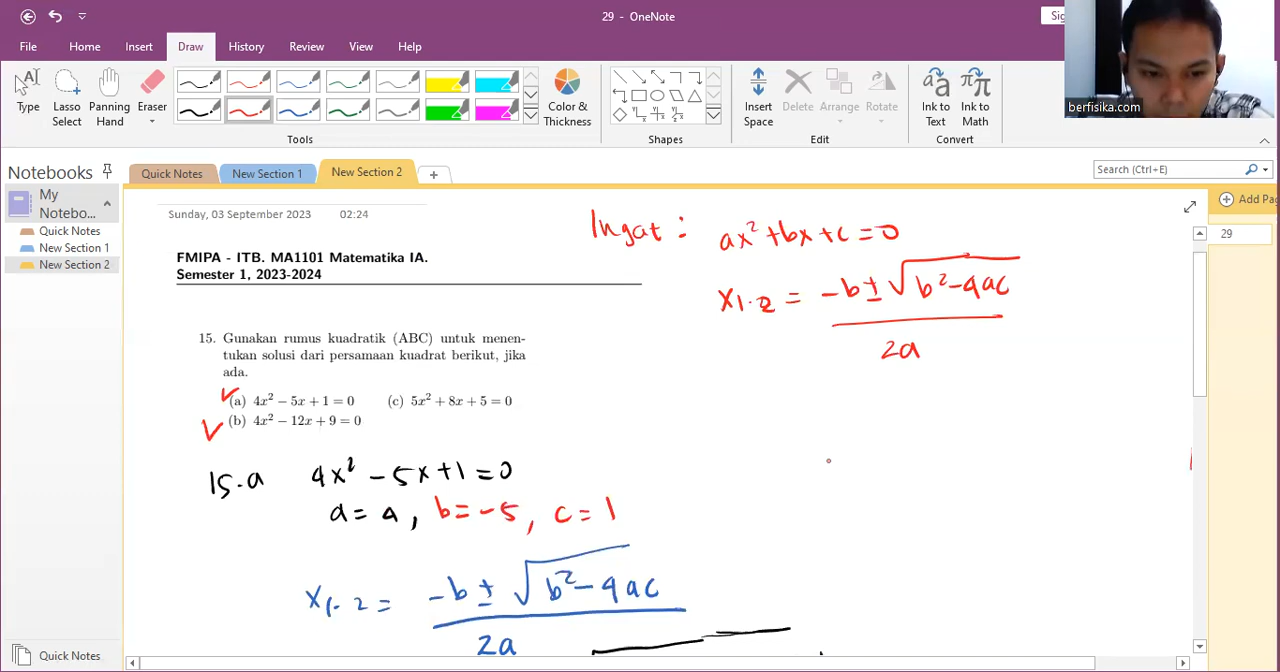 29 - OneNote
File Home Insert Draw History Review View Help
Type
Lasso Select
Panning Hand
Eraser
Color & Thickness
Insert Space
Delete
Arrange
Rotate
Ink to Text
Ink to Math
Tools
Shapes
Edit
Convert
berfisika.com
Notebooks
My Notebo...
Quick Notes
New Section 1
New Section 2
Quick Notes
Quick Notes New Section 1 New Section 2
Search (Ctrl+E)
Add Pag
29
Sunday, 03 September 2023 02:24
FMIPA - ITB. MA1101 Matematika IA.
Semester 1, 2023-2024
Ingat : ax² + bx + c = 0
x1.2 = (-b ± √(b² - 4ac)) / 2a
15. Gunakan rumus kuadratik (ABC) untuk menen-
tukan solusi dari persamaan kuadrat berikut, jika
ada.
(a) 4x² − 5x + 1 = 0 (c) 5x² + 8x + 5 = 0
(b) 4x² − 12x + 9 = 0
15.a 4x² - 5x + 1 = 0
a = 4, b = -5, c = 1
x1.2 = (-b ± √(b² - 4ac)) / 2a